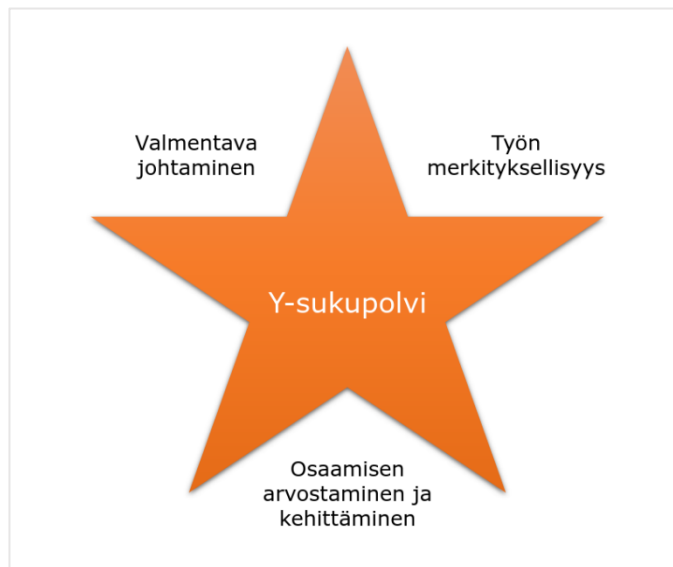 Valmentava
johtaminen
Työn
merkityksellisyys
Y-sukupolvi
Osaamisen
arvostaminen ja
kehittäminen